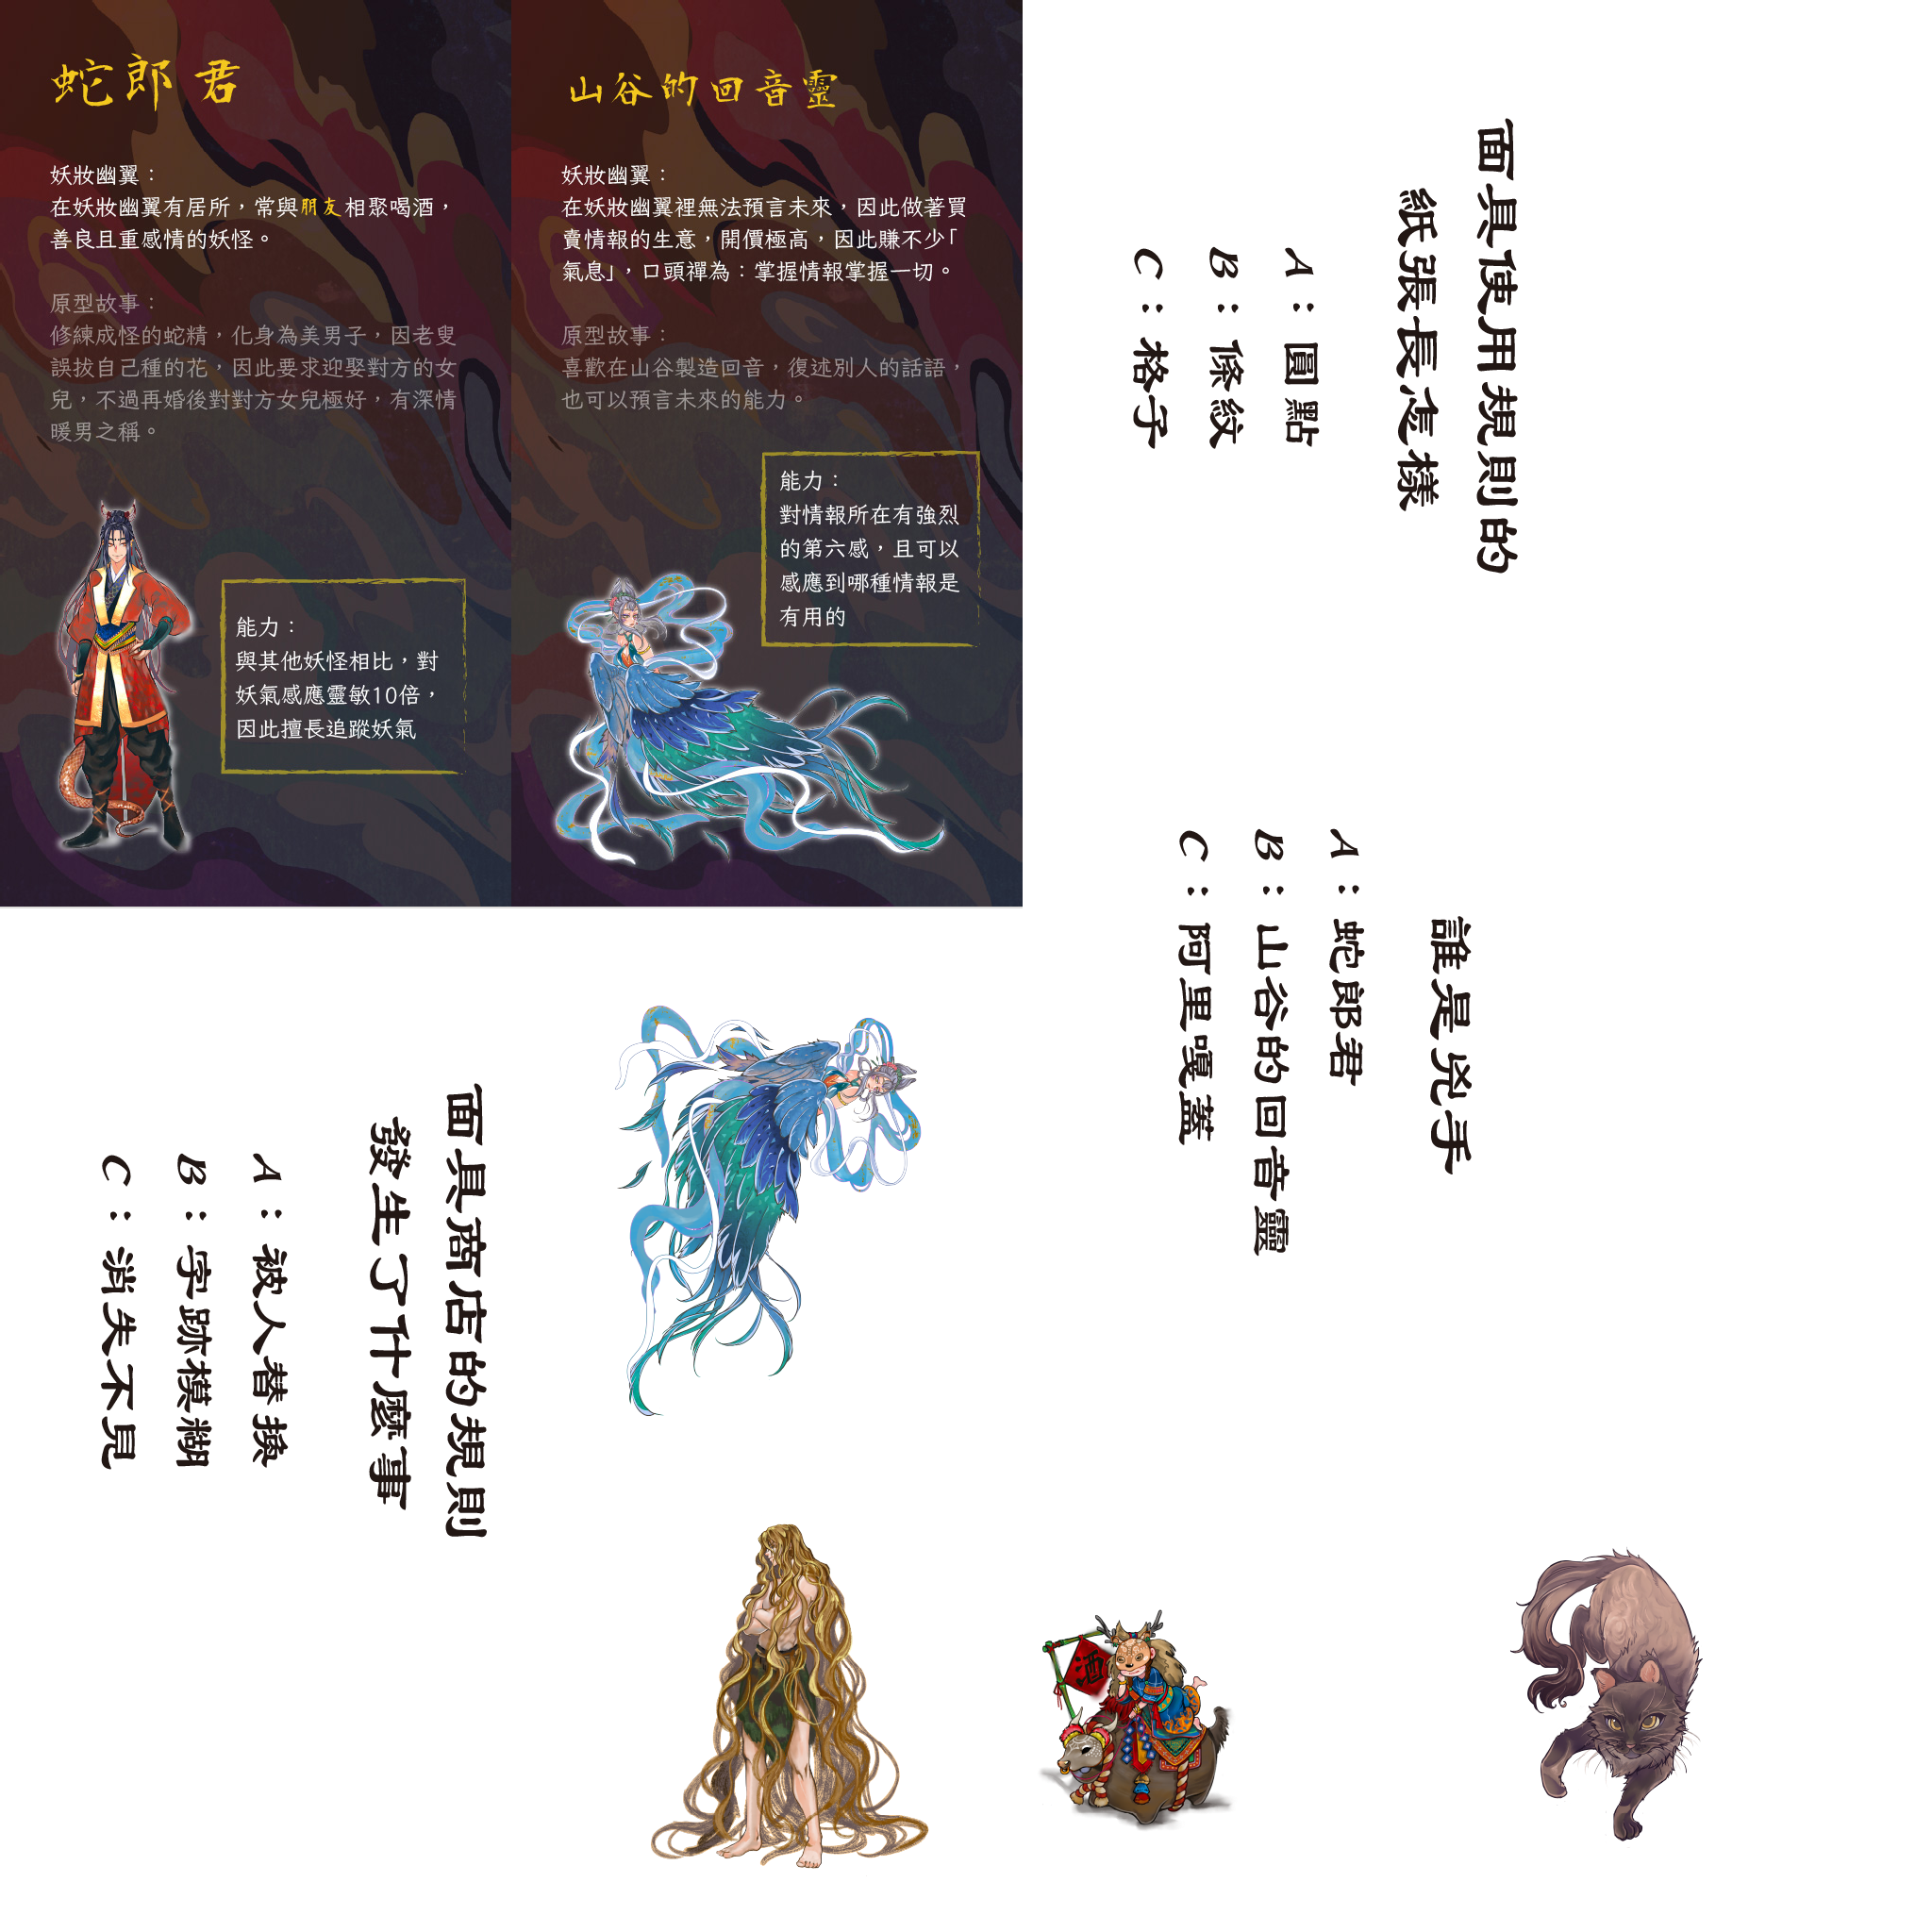 蛇郎君
妖妝幽翼：
在妖妝幽翼有居所，常與朋友相聚喝酒，
善良且重感情的妖怪。
原型故事：
修練成怪的蛇精，化身為美男子，因老叟
誤拔自己種的花，因此要求迎娶對方的女
兒，不過再婚後對對方女兒極好，有深情
暖男之稱。
能力：
與其他妖怪相比，對
妖氣感應靈敏10倍，
因此擅長追蹤妖氣
山谷的回音靈
妖妝幽翼：
在妖妝幽翼裡無法預言未來，因此做著買
賣情報的生意，開價極高，因此賺不少「
氣息」，口頭禪為：掌握情報掌握一切。
原型故事：
喜歡在山谷製造回音，復述別人的話語，
也可以預言未來的能力。
能力：
對情報所在有強烈
的第六感，且可以
感應到哪種情報是
有用的
面具使用規則的
紙張長怎樣
A：圓點
B：條紋
C：格子
誰是兇手
A：蛇郎君
B：山谷的回音靈
C：阿里嘎蓋
面具商店的規則
發生了什麼事
A：被人替換
B：字跡模糊
C：消失不見
酒